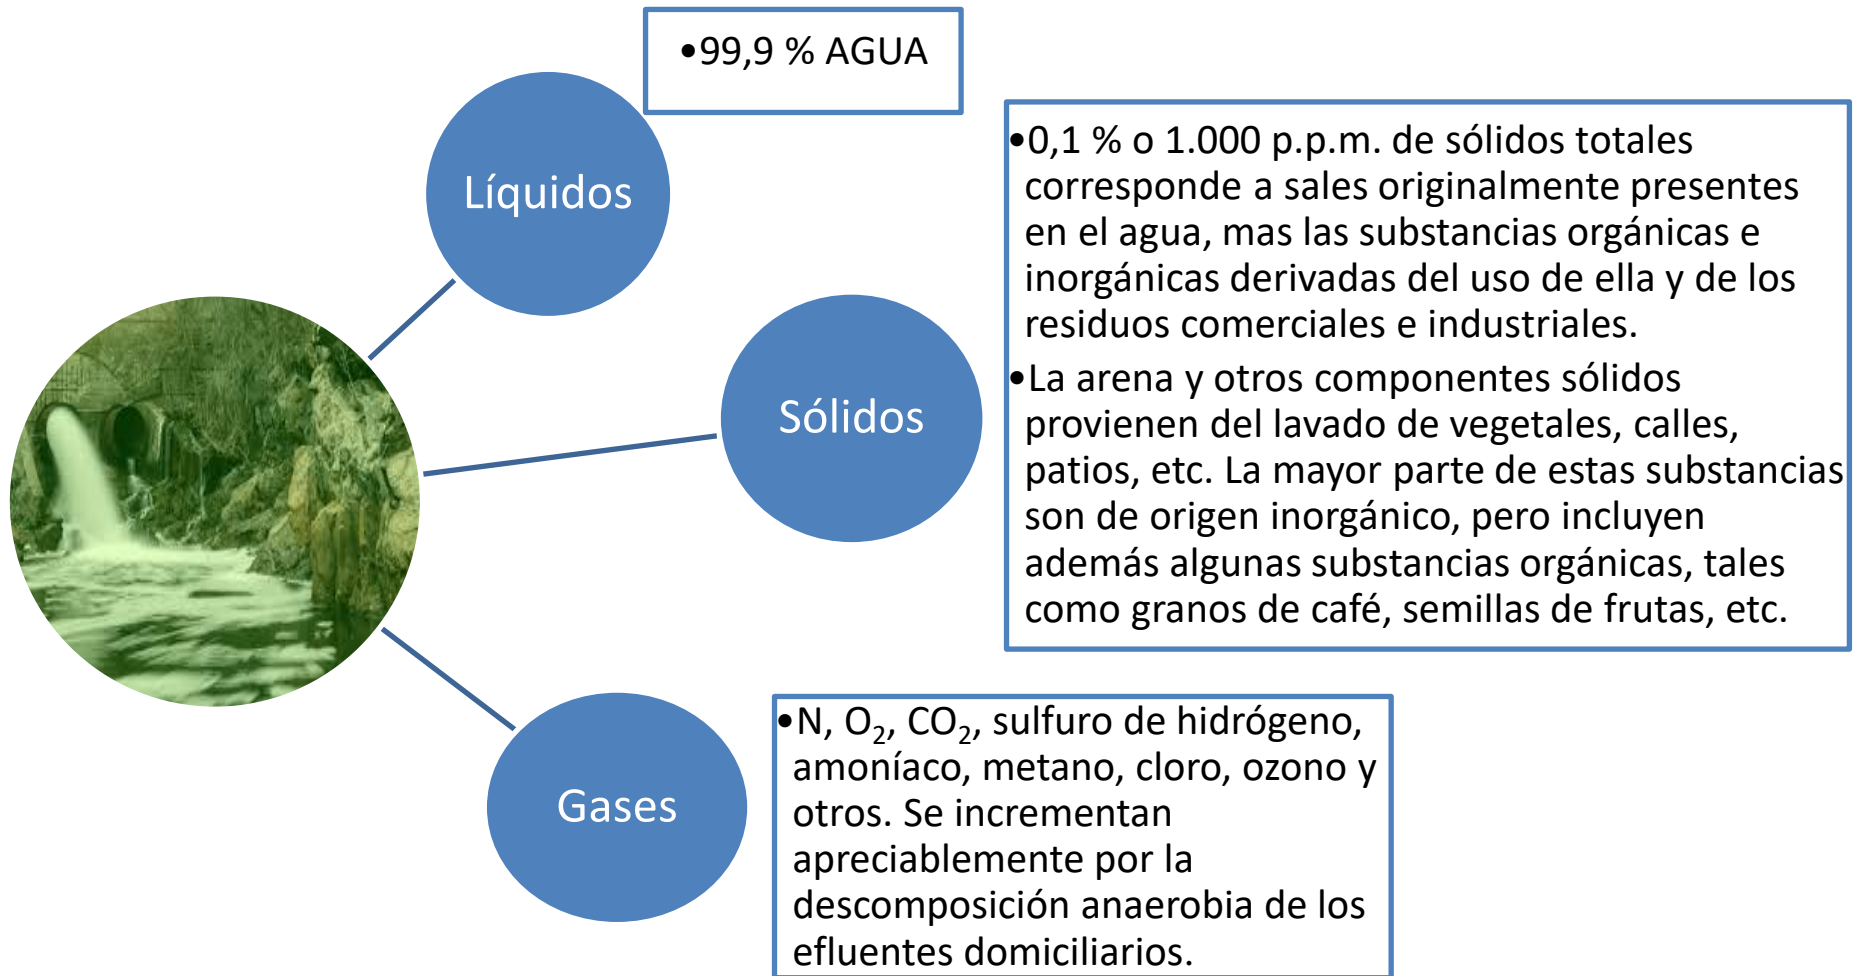 •99,9 % AGUA
Líquidos
•0,1 % o 1.000 p.p.m. de sólidos totales
corresponde a sales originalmente presentes
en el agua, mas las substancias orgánicas e
inorgánicas derivadas del uso de ella y de los
residuos comerciales e industriales.
•La arena y otros componentes sólidos
provienen del lavado de vegetales, calles,
patios, etc. La mayor parte de estas substancias
son de origen inorgánico, pero incluyen
además algunas substancias orgánicas, tales
como granos de café, semillas de frutas, etc.
Sólidos
•N, O₂, CO₂, sulfuro de hidrógeno,
amoníaco, metano, cloro, ozono y
otros. Se incrementan
apreciablemente por la
descomposición anaerobia de los
efluentes domiciliarios.
Gases